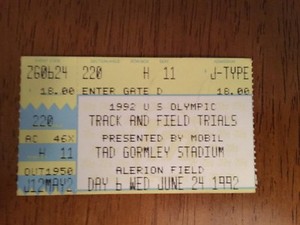 ZG0624 220 H 11 J-TYPE
18.00 ENTER GATE D 18.00
1992 U S OLYMPIC
220 TRACK AND FIELD TRIALS
AC 46X PRESENTED BY MOBIL
H 11 TAD GORMLEY STADIUM
OUT1950 ALERION FIELD
J12MAY2 DAY 6 WED JUNE 24 1992